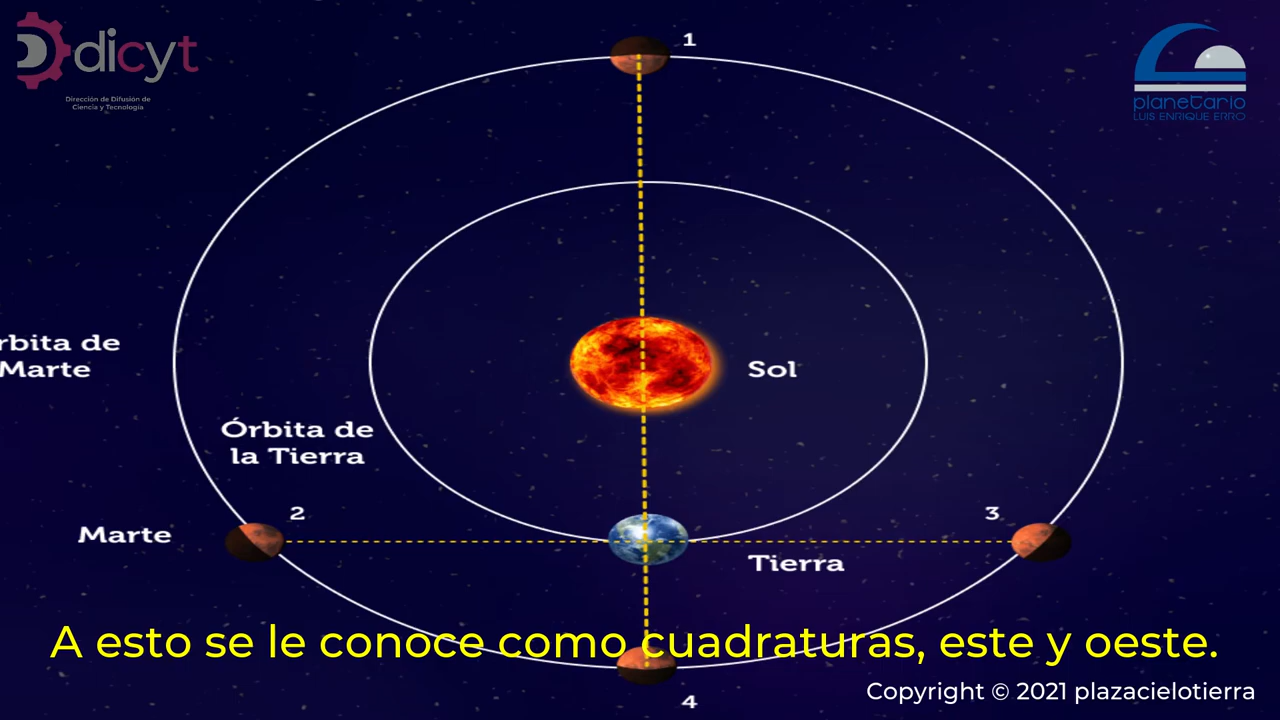 dicyt
Dirección de Difusión de
Ciencia y Tecnología
planetario
LUIS ENRIQUE ERRO
1
rbita de
Marte
Sol
Órbita de
la Tierra
2
3
Marte
Tierra
A esto se le conoce como cuadraturas, este y oeste.
4
Copyright © 2021 plazacielotierra